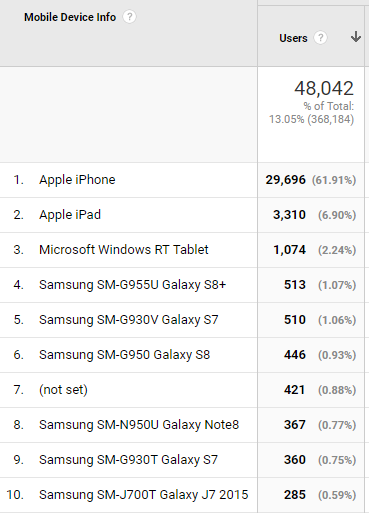 Mobile Device Info ?
Users ?
48,042
% of Total:
13.05% (368,184)
1. Apple iPhone 29,696 (61.91%)
2. Apple iPad 3,310 (6.90%)
3. Microsoft Windows RT Tablet 1,074 (2.24%)
4. Samsung SM-G955U Galaxy S8+ 513 (1.07%)
5. Samsung SM-G930V Galaxy S7 510 (1.06%)
6. Samsung SM-G950 Galaxy S8 446 (0.93%)
7. (not set) 421 (0.88%)
8. Samsung SM-N950U Galaxy Note8 367 (0.77%)
9. Samsung SM-G930T Galaxy S7 360 (0.75%)
10. Samsung SM-J700T Galaxy J7 2015 285 (0.59%)